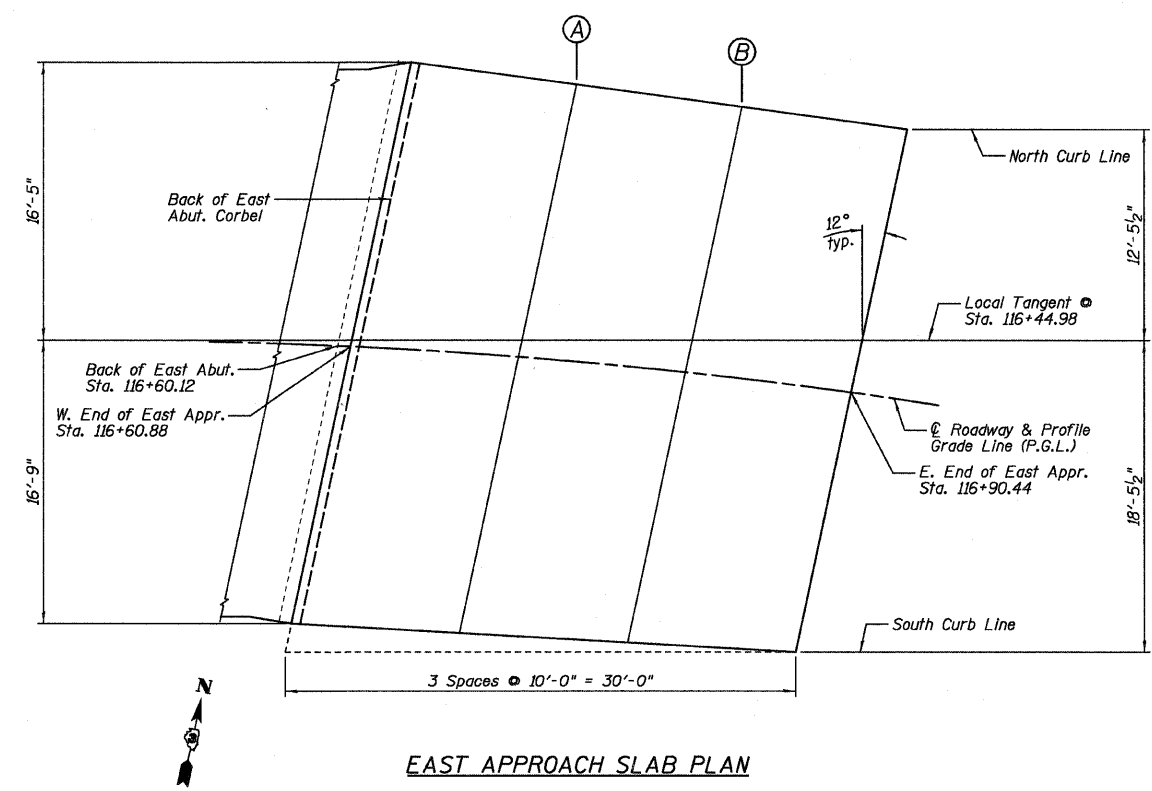 A
B
North Curb Line
16'-5"
Back of East
Abut. Corbel
12°
typ.
12'-5½"
Local Tangent @
Sta. 116+44.98
Back of East Abut.
Sta. 116+60.12
W. End of East Appr.
Sta. 116+60.88
℄ Roadway & Profile
Grade Line (P.G.L.)
E. End of East Appr.
Sta. 116+90.44
16'-9"
18'-5½"
South Curb Line
3 Spaces @ 10'-0" = 30'-0"
N
EAST APPROACH SLAB PLAN